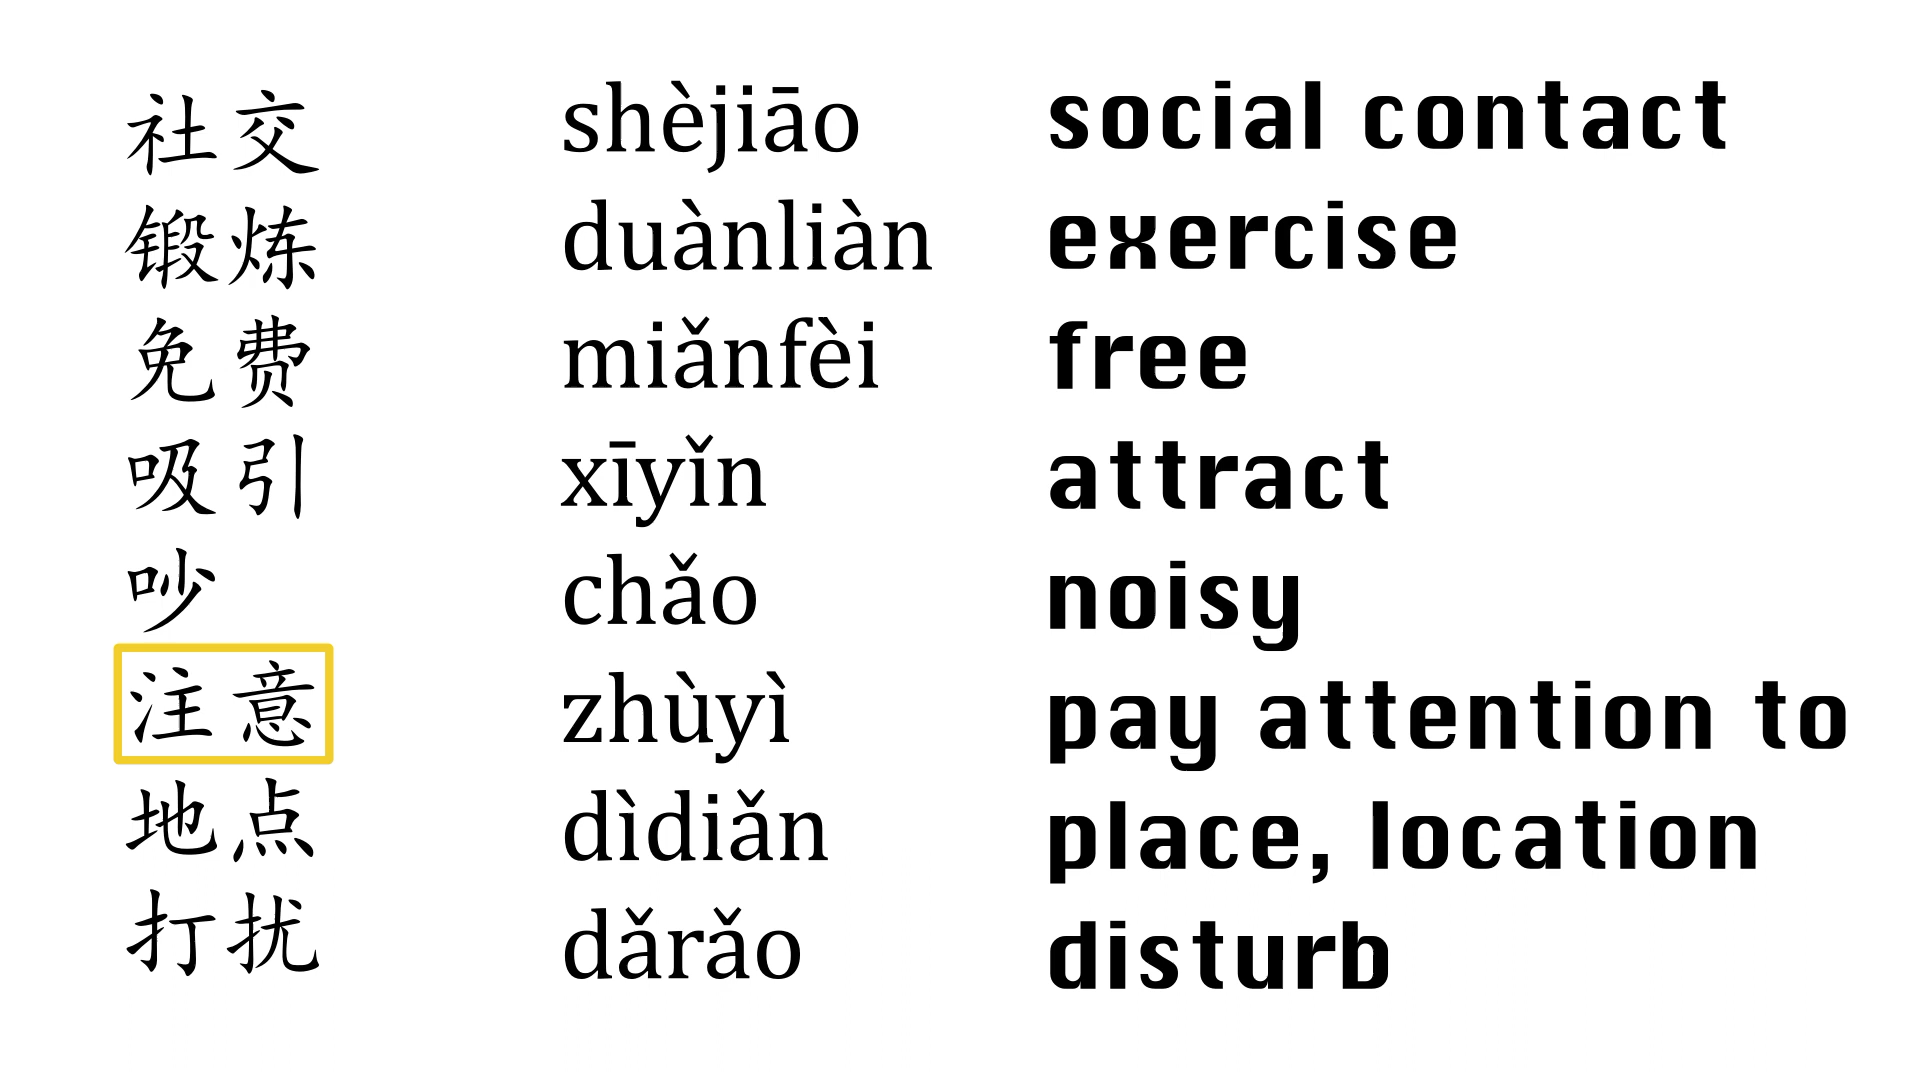 社交 shèjiāo social contact
锻炼 duànliàn exercise
免费 miǎnfèi free
吸引 xīyǐn attract
吵 chǎo noisy
注意 zhùyì pay attention to
地点 dìdiǎn place, location
打扰 dǎrǎo disturb